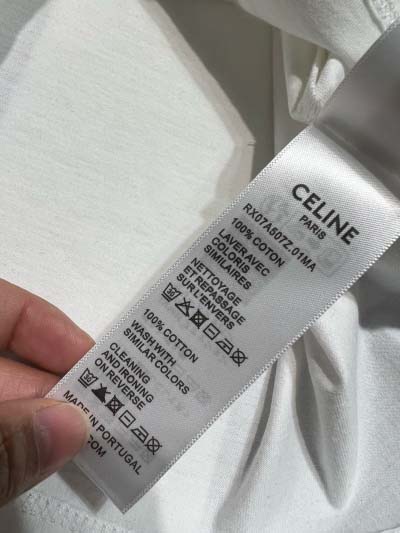 CELINE
PARIS
RX07A507Z.01MA
100% COTON
LAVER AVEC
COLORIS
SIMILAIRES
NETTOYAGE
ET REPASSAGE
SUR L'ENVERS
100% COTTON
WASH WITH
SIMILAR COLORS
CLEANING
AND IRONING
ON REVERSE
MADE IN PORTUGAL
.COM